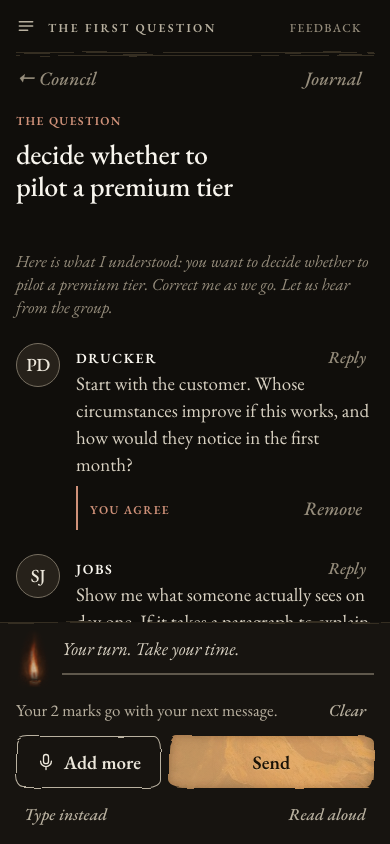 THE FIRST QUESTION
FEEDBACK
← Council
Journal
THE QUESTION
decide whether to
pilot a premium tier
Here is what I understood: you want to decide whether to
pilot a premium tier. Correct me as we go. Let us hear
from the group.
PD
DRUCKER
Reply
Start with the customer. Whose
circumstances improve if this works, and
how would they notice in the first
month?
YOU AGREE
Remove
SJ
JOBS
Reply
Show me what someone actually sees on
day one. If it takes a paragraph to explain
Your turn. Take your time.
Your 2 marks go with your next message.
Clear
Add more
Send
Type instead
Read aloud